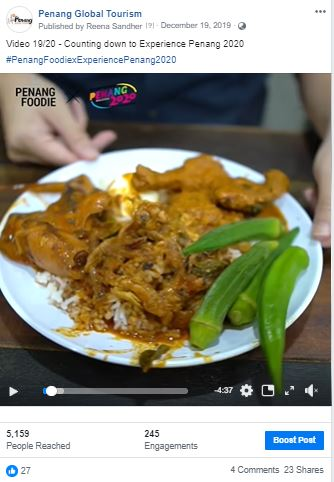 Penang Global Tourism
Published by Reena Sandher [?] · December 19, 2019 ·
Video 19/20 - Counting down to Experience Penang 2020
#PenangFoodiexExperiencePenang2020
PENANG
FOODIE
X
PENANG
2020
-4:37
5,159
People Reached
245
Engagements
Boost Post
27
4 Comments 23 Shares